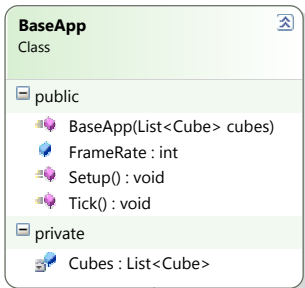 BaseApp
Class
public
BaseApp(List<Cube> cubes)
FrameRate : int
Setup() : void
Tick() : void
private
Cubes : List<Cube>